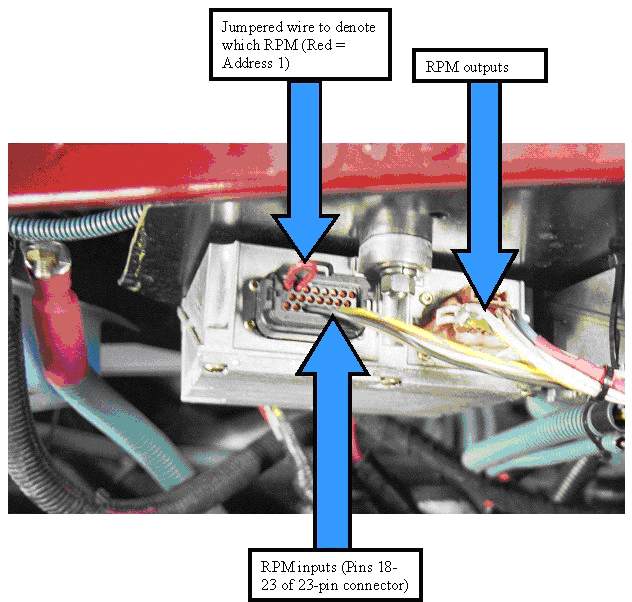 Jumpered wire to denote
which RPM (Red =
Address 1)
RPM outputs
RPM inputs (Pins 18-
23 of 23-pin connector)